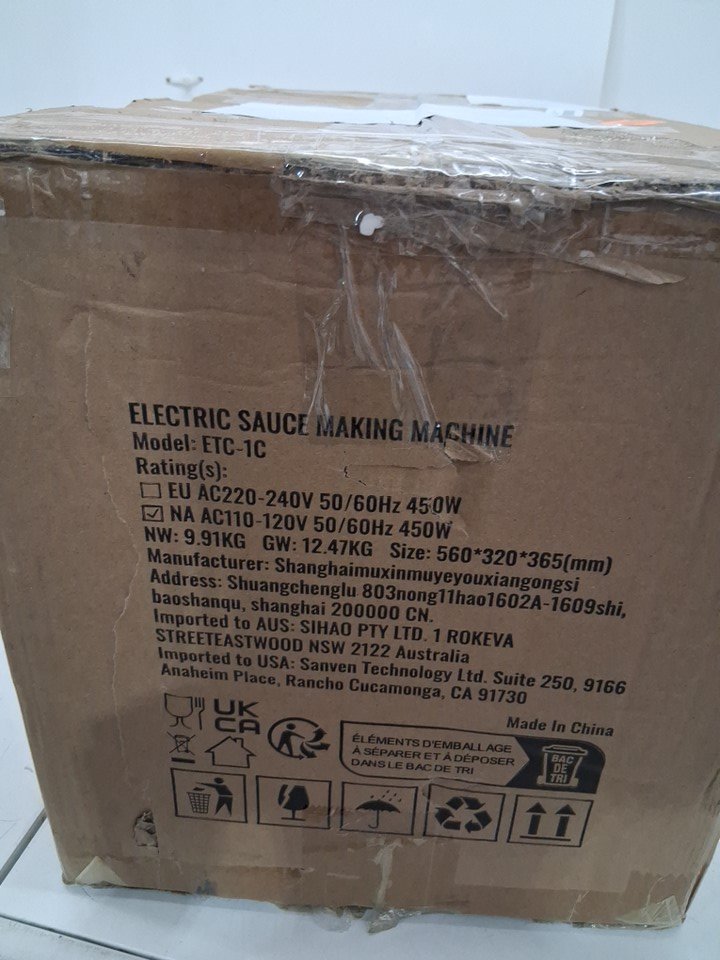 ELECTRIC SAUCE MAKING MACHINE
Model: ETC-1C
Rating(s):
☐ EU AC220-240V 50/60Hz 450W
☑ NA AC110-120V 50/60Hz 450W
NW: 9.91KG GW: 12.47KG Size: 560*320*365(mm)
Manufacturer: Shanghaimuxinmuyeyouxiangongsi
Address: Shuangchenglu 803nong11hao1602A-1609shi,
baoshanqu, shanghai 200000 CN.
Imported to AUS: SIHAO PTY LTD. 1 ROKEVA
STREETEASTWOOD NSW 2122 Australia
Imported to USA: Sanven Technology Ltd. Suite 250, 9166
Anaheim Place, Rancho Cucamonga, CA 91730
Made In China
UK
CA
ÉLÉMENTS D'EMBALLAGE
À SÉPARER ET À DÉPOSER
DANS LE BAC DE TRI
BAC
DE
TRI